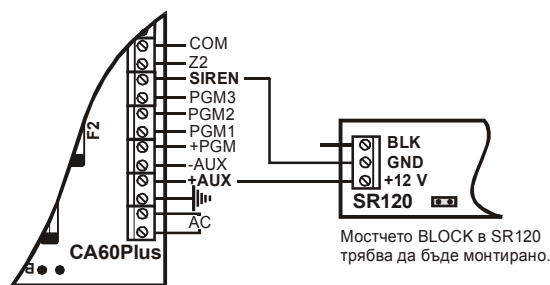 COM
Z2
SIREN
PGM3
PGM2
PGM1
+PGM
-AUX
+AUX
AC
F2
CA60Plus
B
BLK
GND
+12 V
SR120
Мостчето BLOCK в SR120
трябва да бъде монтирано.